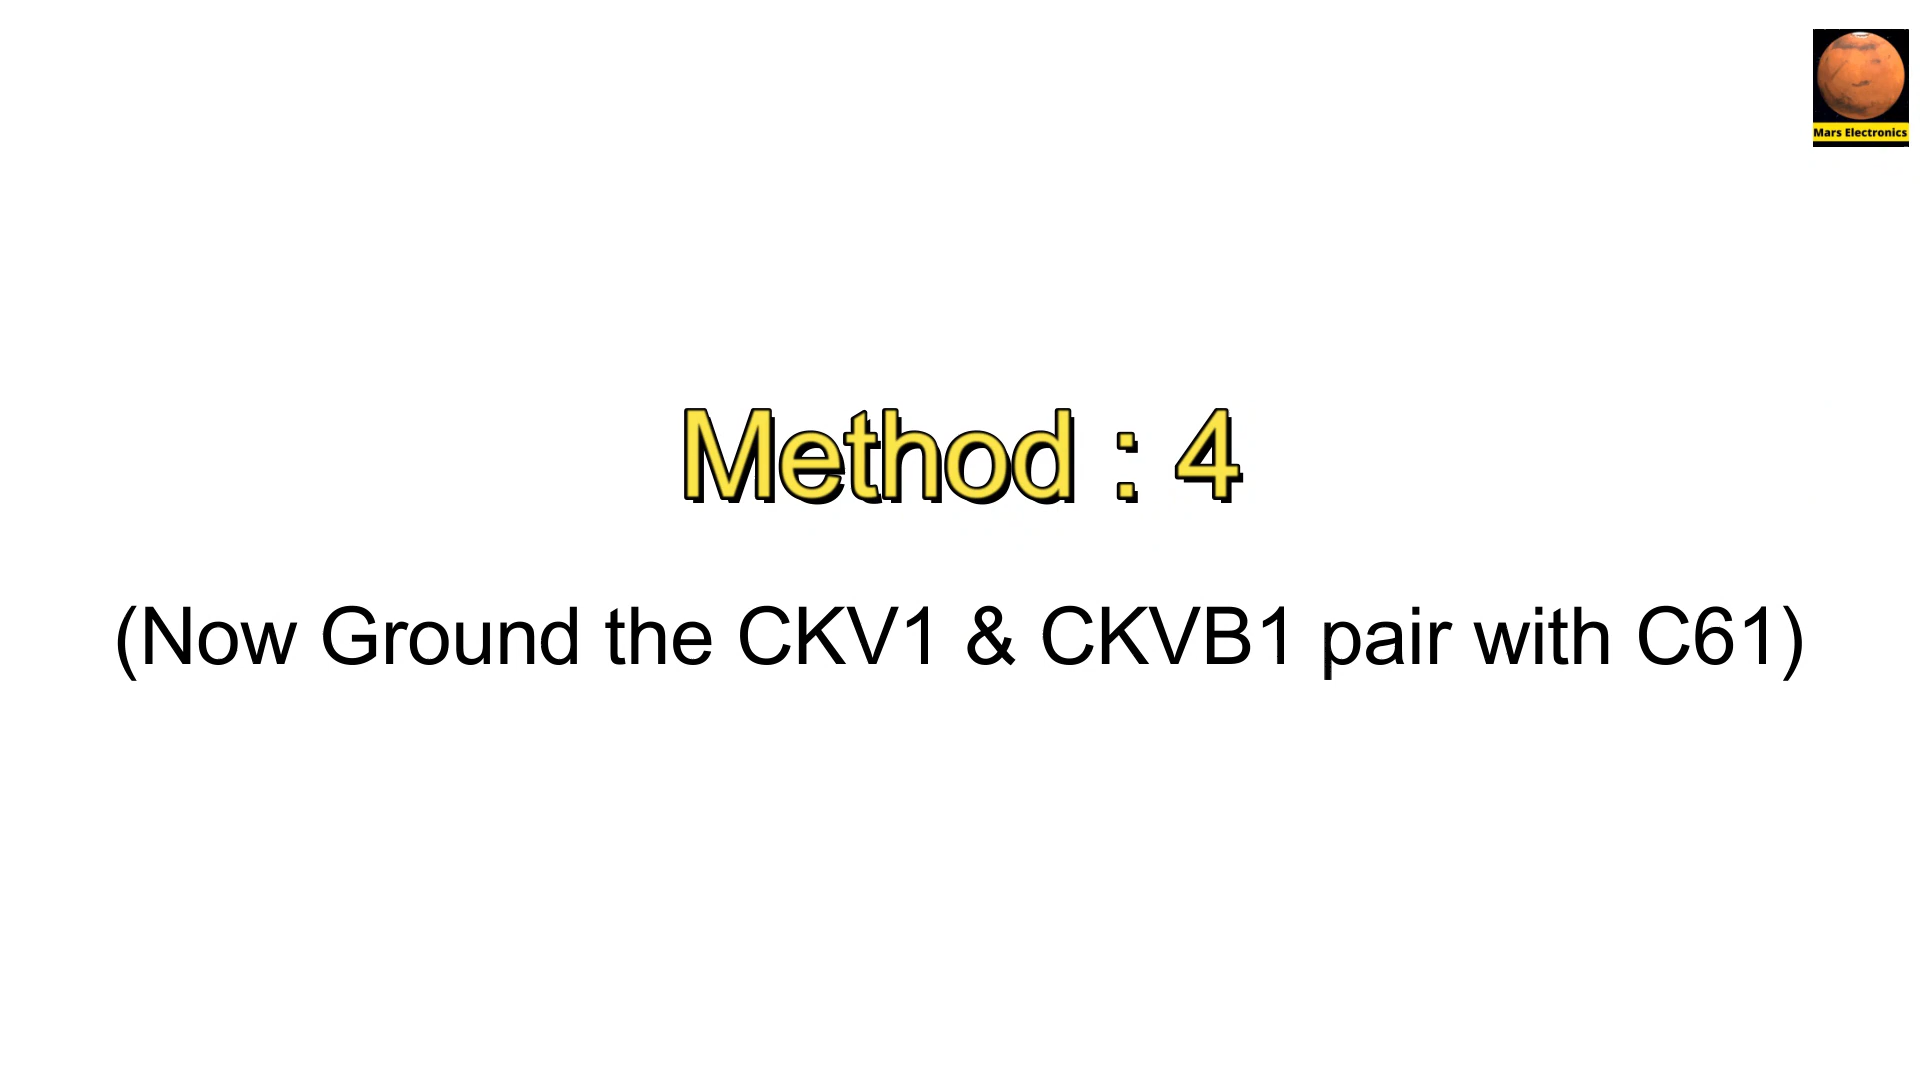 Mars Electronics
Method : 4
(Now Ground the CKV1 & CKVB1 pair with C61)